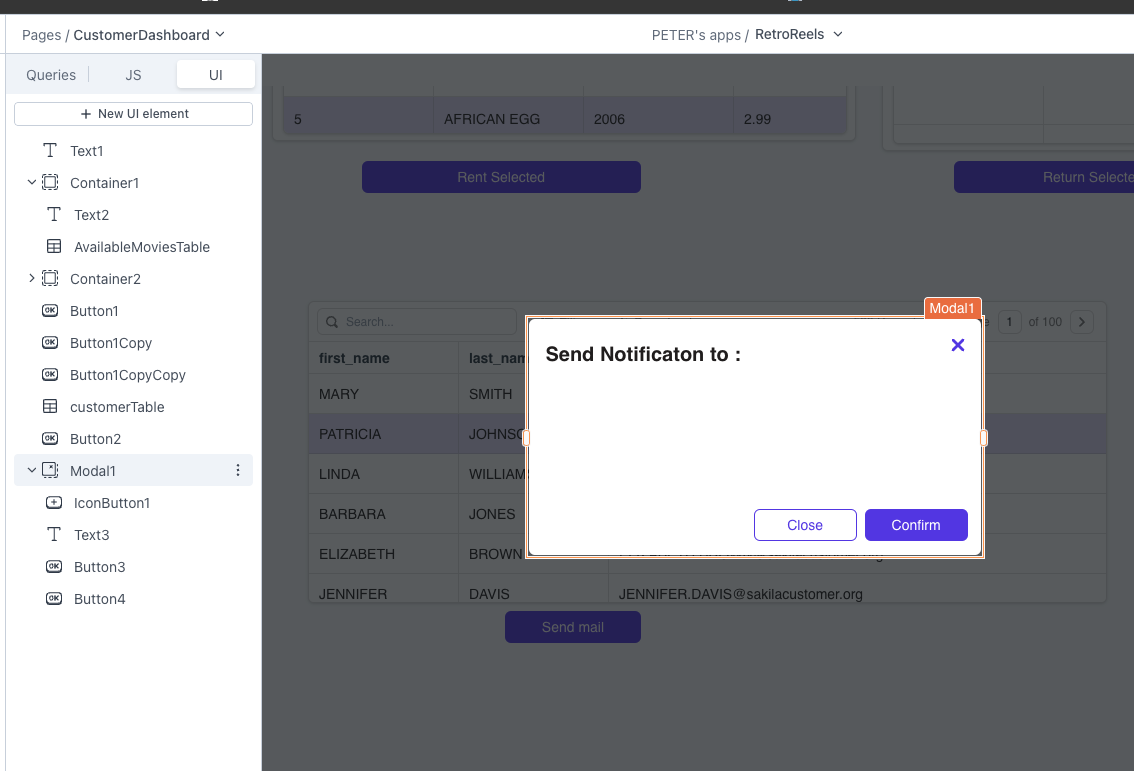 Pages / CustomerDashboard
PETER's apps / RetroReels
Queries
JS
UI
+ New UI element
Text1
Container1
Text2
AvailableMoviesTable
Container2
Button1
Button1Copy
Button1CopyCopy
customerTable
Button2
Modal1
IconButton1
Text3
Button3
Button4
5 AFRICAN EGG 2006 2.99
Rent Selected
Return Selecte
Search...
1 of 100
first_name last_nam
MARY SMITH
PATRICIA JOHNSO
LINDA WILLIAMS
BARBARA JONES
ELIZABETH BROWN
JENNIFER DAVIS JENNIFER.DAVIS@sakilacustomer.org
Send mail
Modal1
Send Notificaton to :
Close
Confirm